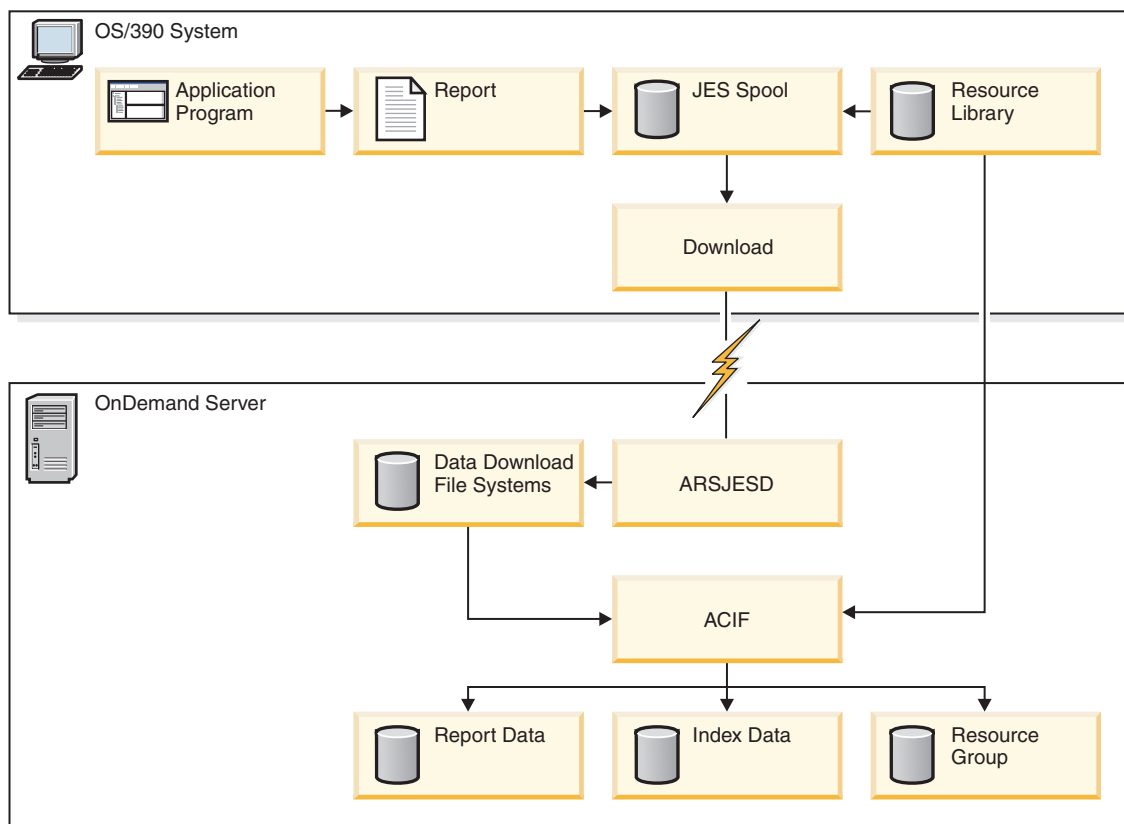 OS/390 System
Application
Program
Report
JES Spool
Resource
Library
Download
OnDemand Server
Data Download
File Systems
ARSJESD
ACIF
Report Data
Index Data
Resource
Group